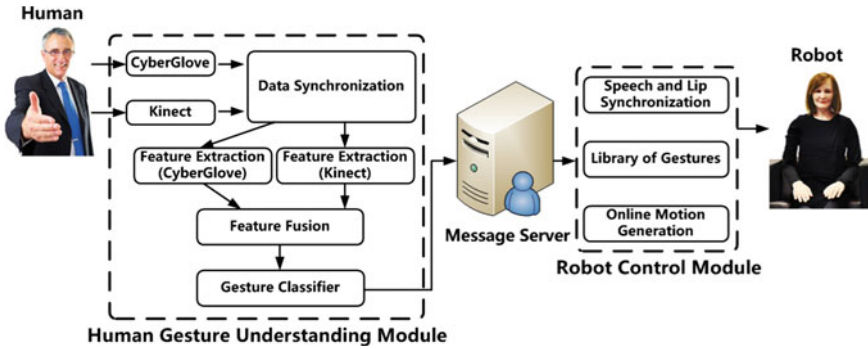 Human
CyberGlove
Kinect
Data Synchronization
Feature Extraction
(CyberGlove)
Feature Extraction
(Kinect)
Feature Fusion
Gesture Classifier
Human Gesture Understanding Module
Message Server
Speech and Lip
Synchronization
Library of Gestures
Online Motion
Generation
Robot Control Module
Robot